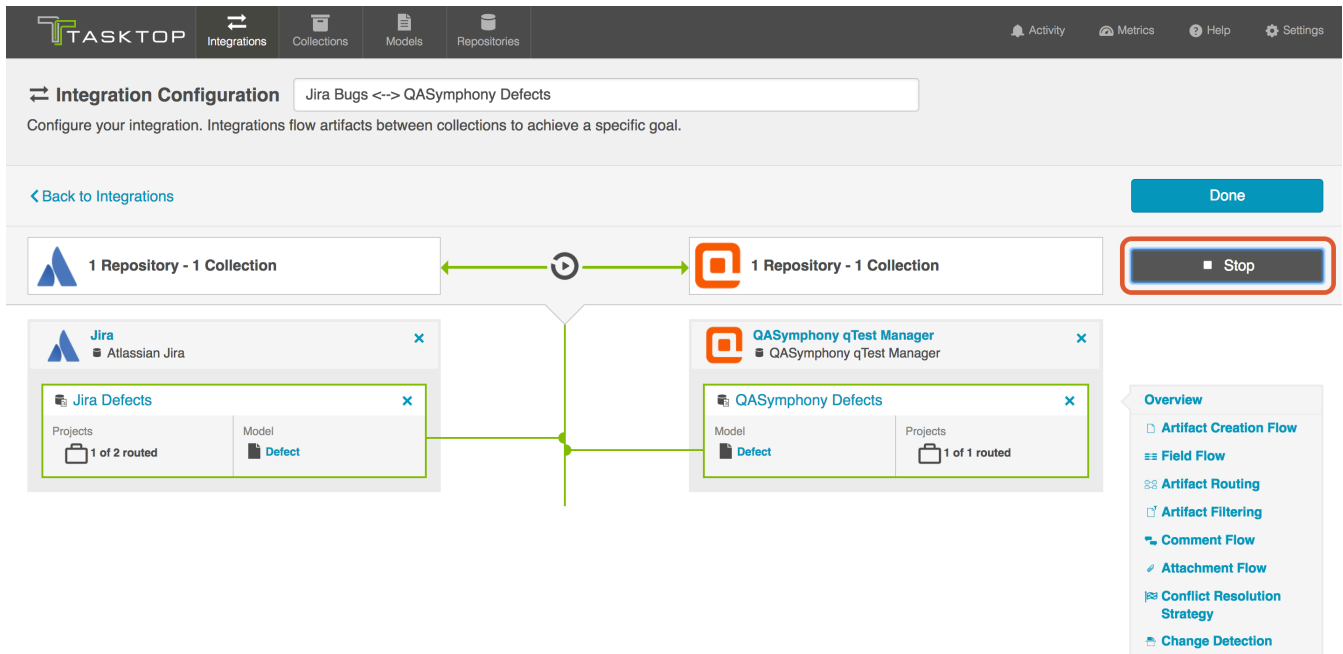 TASKTOP
Integrations
Collections
Models
Repositories
Activity
Metrics
Help
Settings
Integration Configuration
Jira Bugs <--> QASymphony Defects
Configure your integration. Integrations flow artifacts between collections to achieve a specific goal.
Back to Integrations
Done
1 Repository - 1 Collection
1 Repository - 1 Collection
Stop
Jira
Atlassian Jira
Jira Defects
Projects
1 of 2 routed
Model
Defect
QASymphony qTest Manager
QASymphony qTest Manager
QASymphony Defects
Model
Defect
Projects
1 of 1 routed
Overview
Artifact Creation Flow
Field Flow
Artifact Routing
Artifact Filtering
Comment Flow
Attachment Flow
Conflict Resolution
Strategy
Change Detection